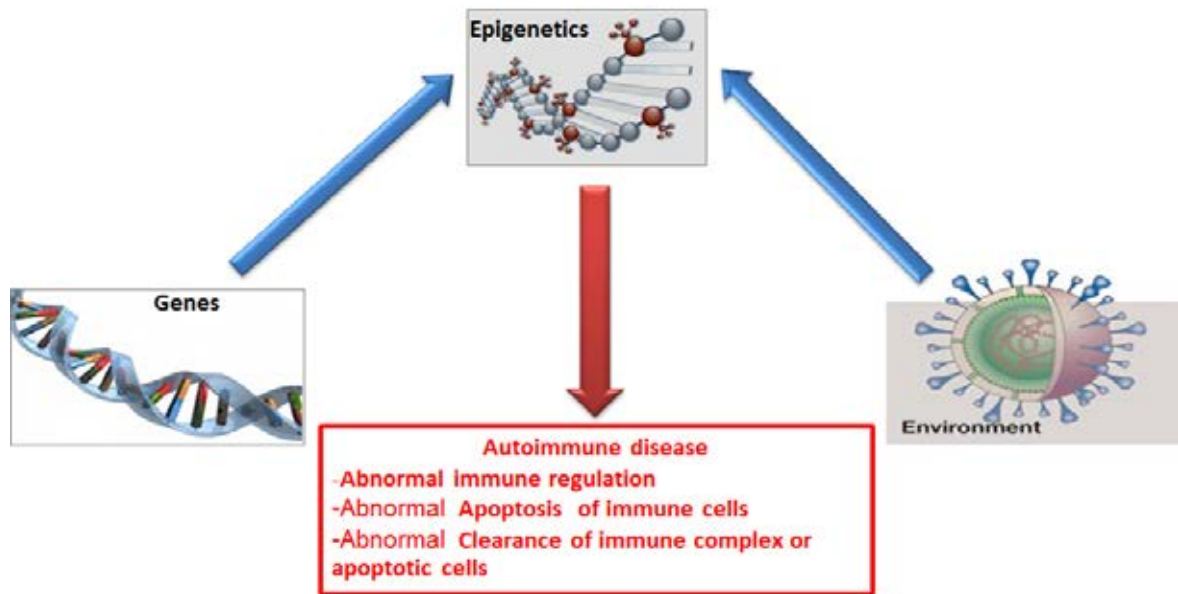 Epigenetics
Genes
Environment
Autoimmune disease
-Abnormal immune regulation
-Abnormal Apoptosis of immune cells
-Abnormal Clearance of immune complex or
apoptotic cells